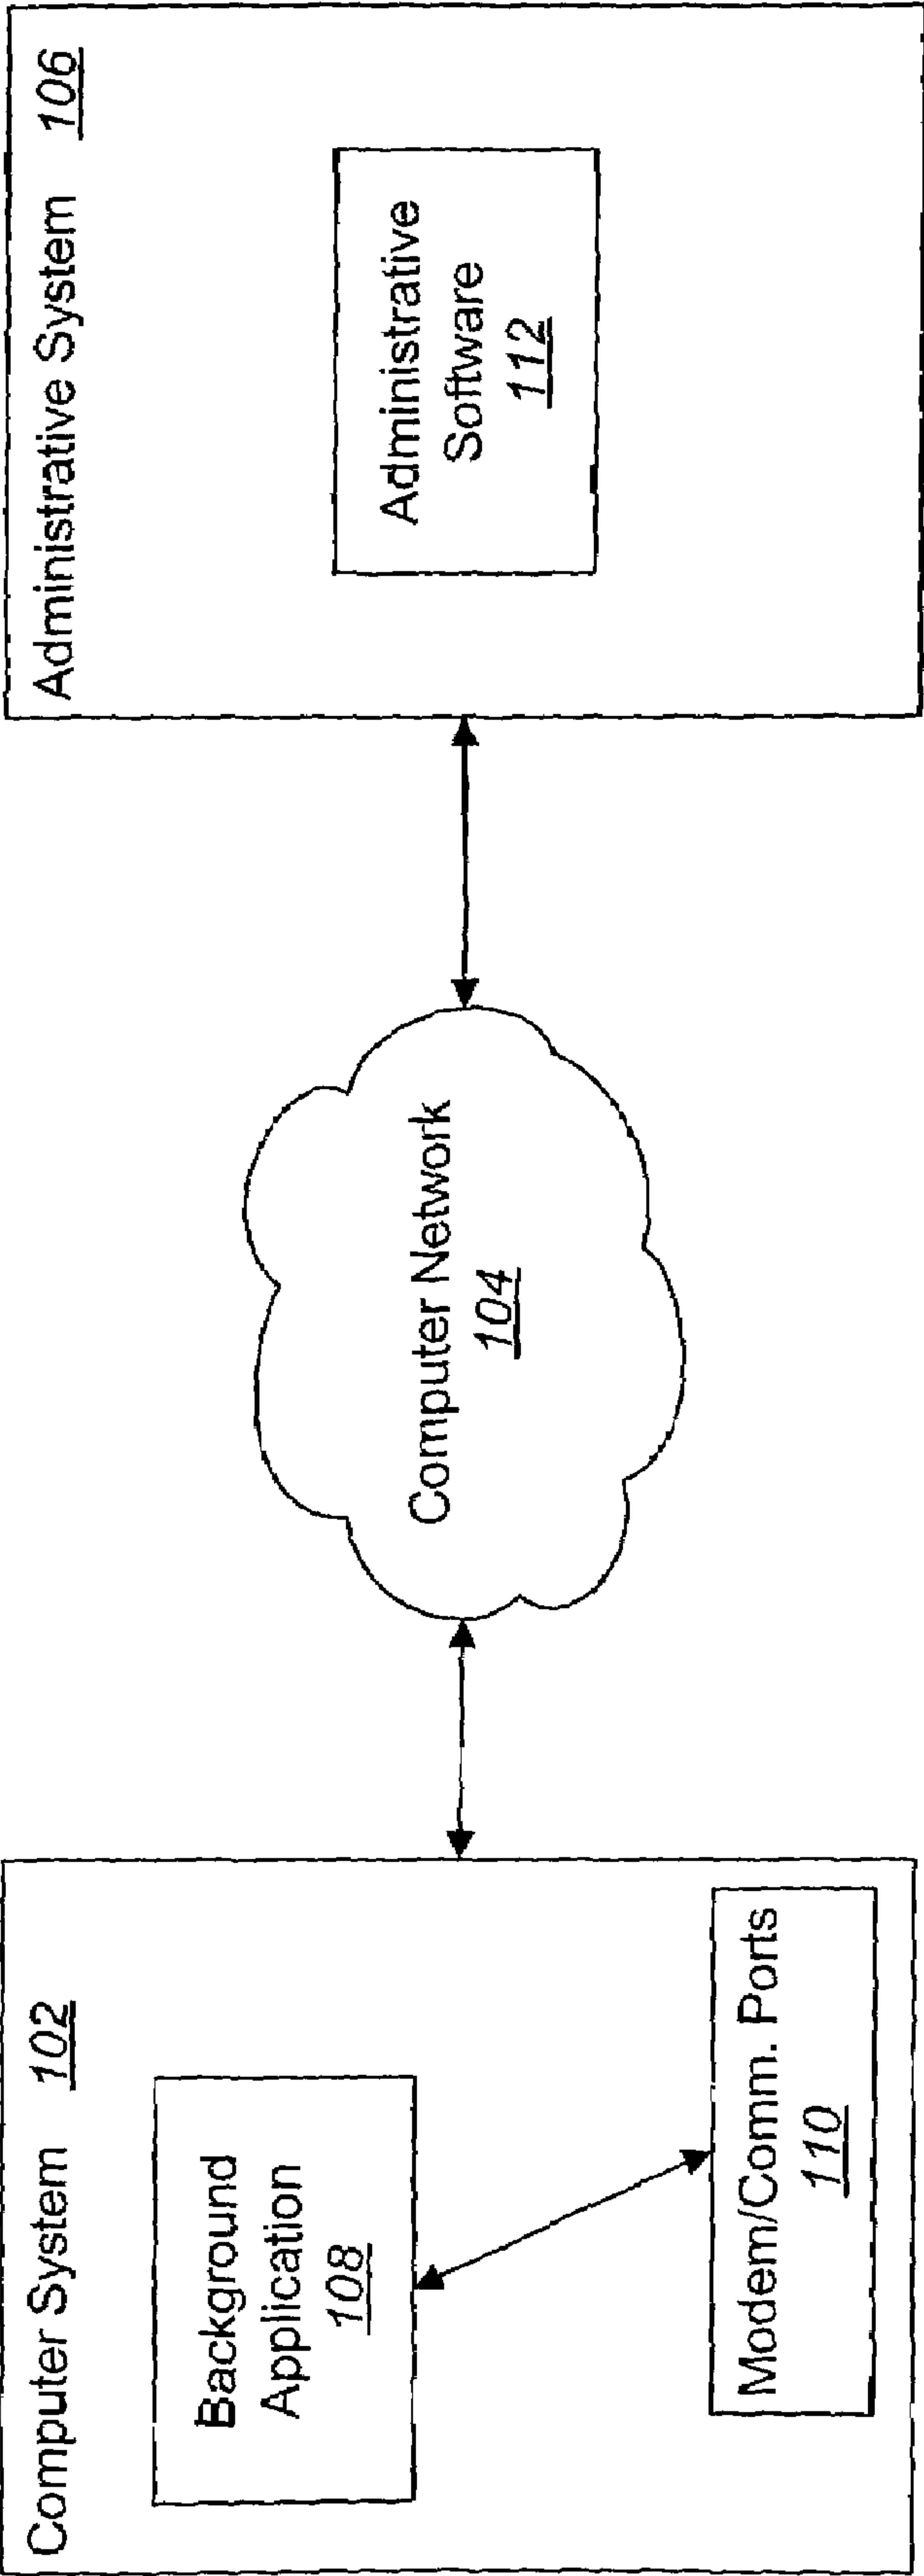 Computer System 102
Background
Application
108
Modem/Comm. Ports
110
Computer Network
104
Administrative System 106
Administrative
Software
112